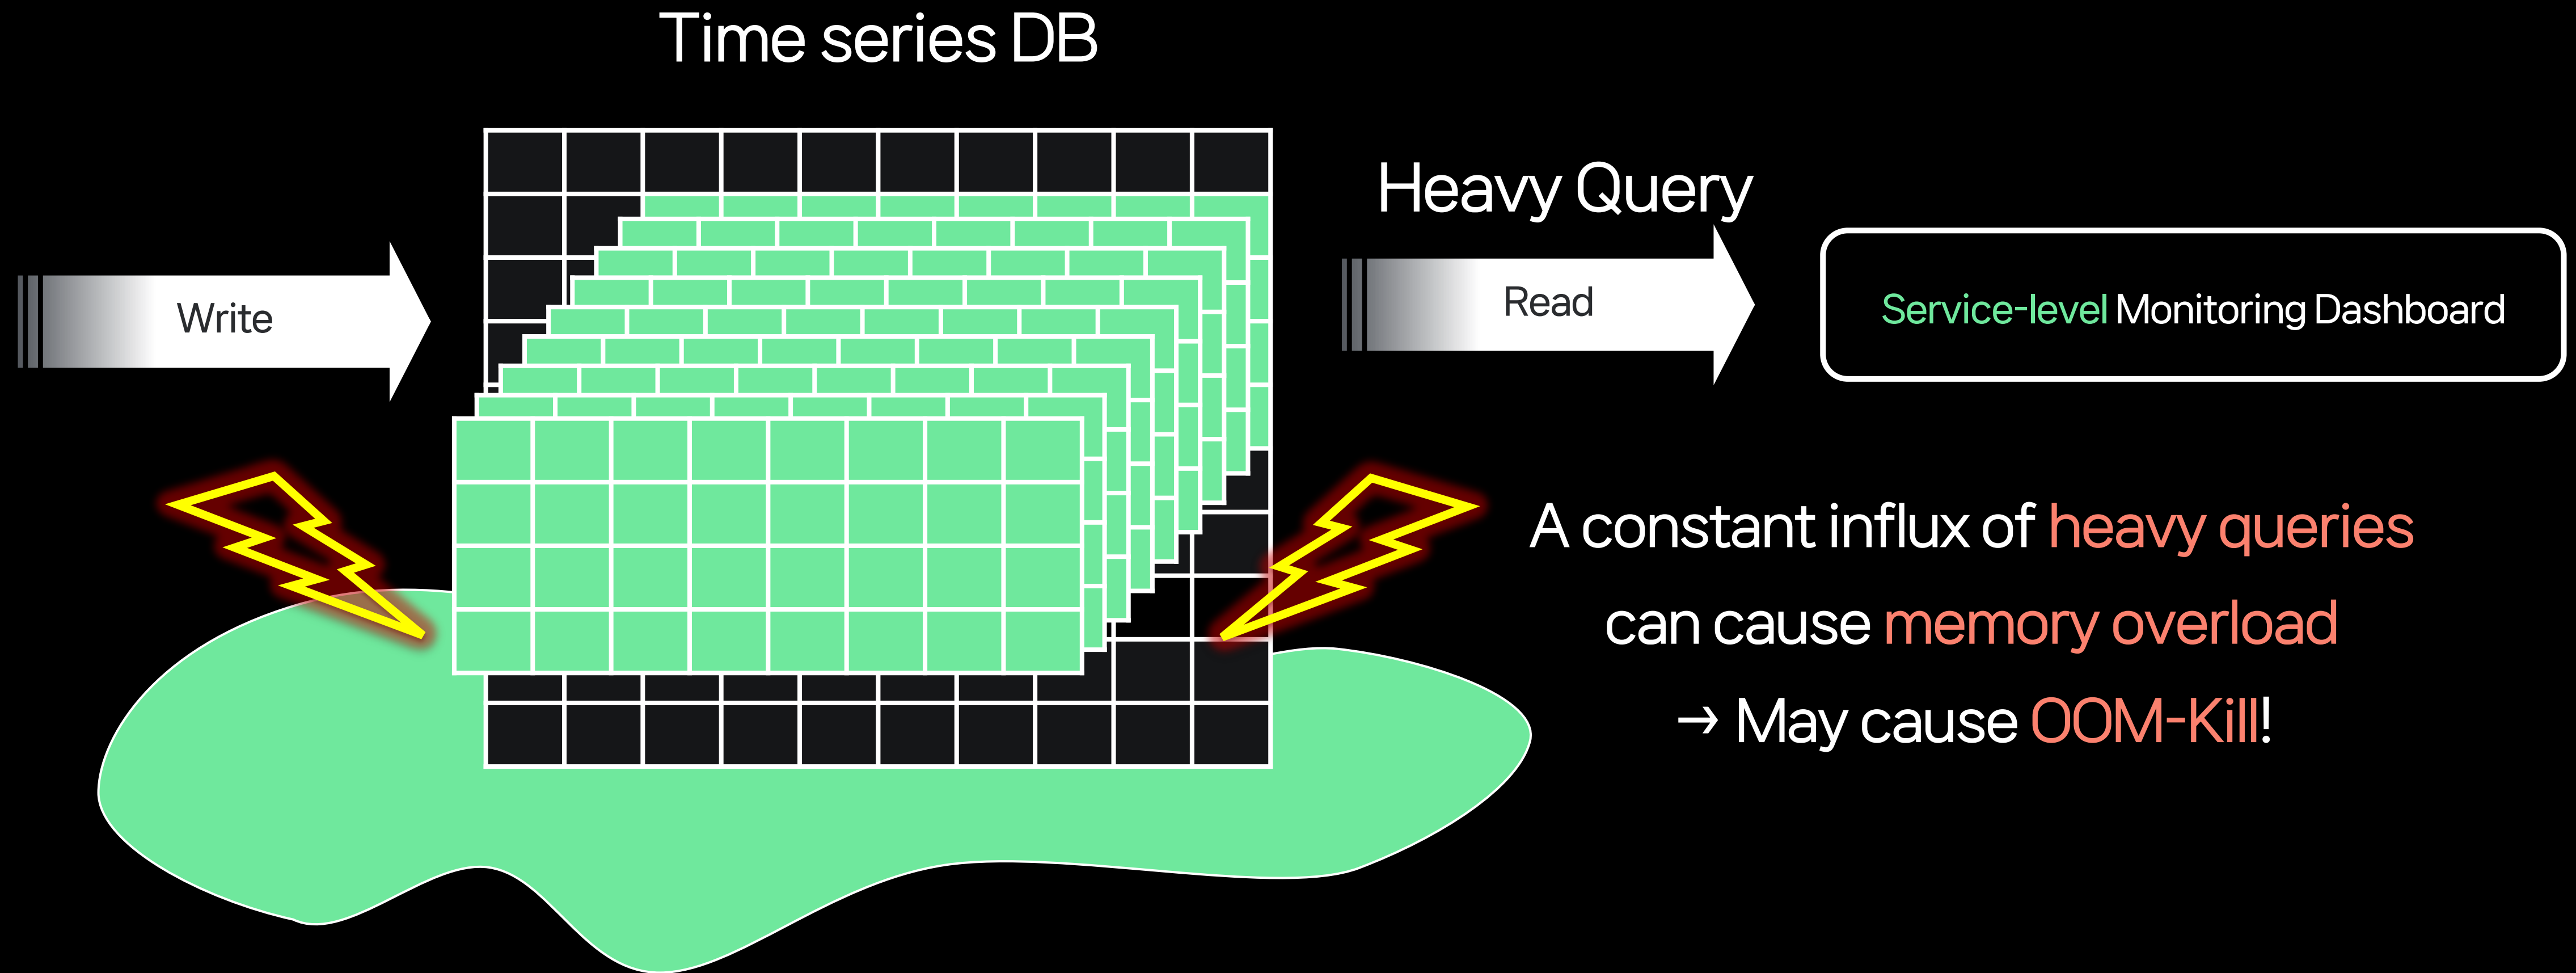 Time series DB
Write
Heavy Query
Read
Service-level Monitoring Dashboard
A constant influx of heavy queries
can cause memory overload
→ May cause OOM-Kill!